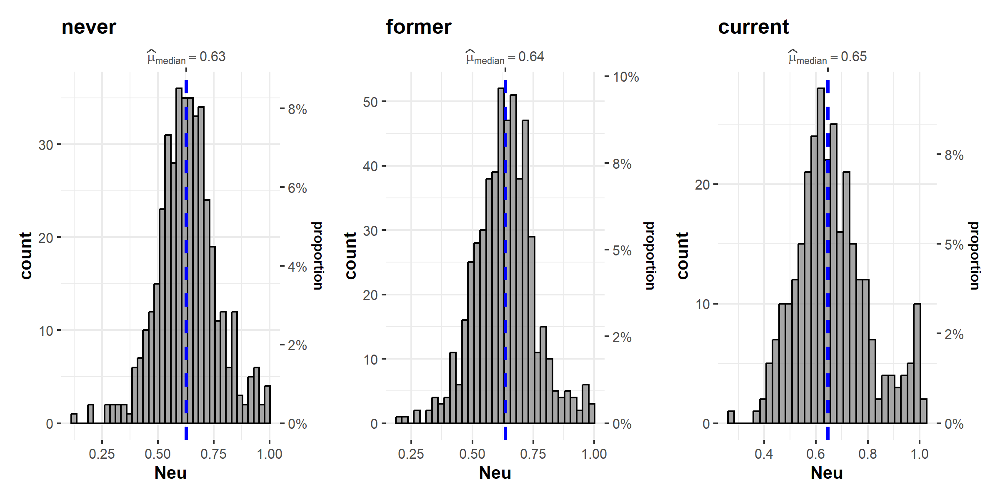 never
μ̂median = 0.63
30
20
10
0
count
8%
6%
4%
2%
0%
proportion
0.25 0.50 0.75 1.00
Neu
former
μ̂median = 0.64
50
40
30
20
10
0
count
10%
8%
5%
2%
0%
proportion
0.25 0.50 0.75 1.00
Neu
current
μ̂median = 0.65
20
10
0
count
8%
5%
2%
0%
proportion
0.4 0.6 0.8 1.0
Neu